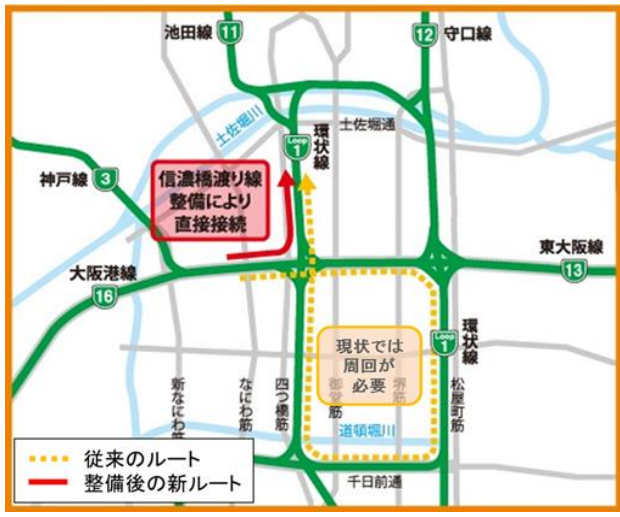 池田線
11
12
守口線
土佐堀川
Loop
1
環状線
土佐堀通
神戸線
3
信濃橋渡り線
整備により
直接接続
大阪港線
16
東大阪線
13
現状では
周回が
必要
Loop
1
環状線
新なにわ筋
なにわ筋
四つ橋筋
御堂筋
堺筋
松屋町筋
道頓堀川
千日前通
従来のルート
整備後の新ルート